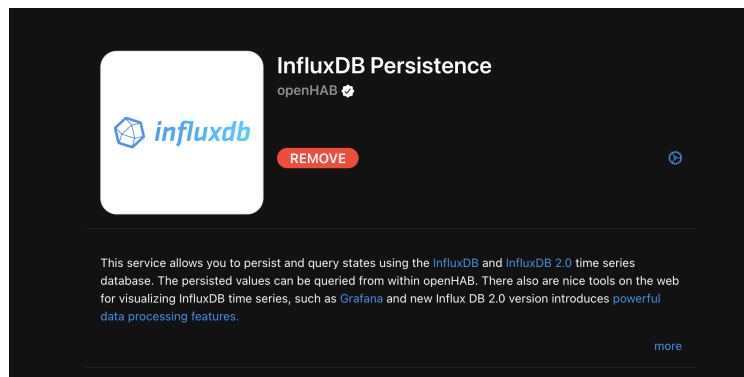 InfluxDB Persistence
openHAB
influxdb
REMOVE
This service allows you to persist and query states using the InfluxDB and InfluxDB 2.0 time series
database. The persisted values can be queried from within openHAB. There also are nice tools on the web
for visualizing InfluxDB time series, such as Grafana and new Influx DB 2.0 version introduces powerful
data processing features.
more